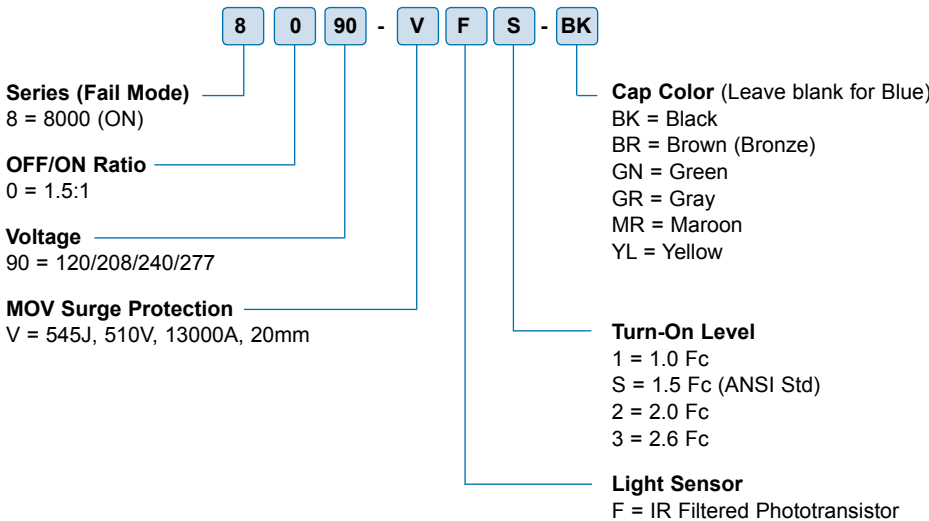 8 0 90 - V F S - BK
Series (Fail Mode)
8 = 8000 (ON)
OFF/ON Ratio
0 = 1.5:1
Voltage
90 = 120/208/240/277
MOV Surge Protection
V = 545J, 510V, 13000A, 20mm
Cap Color (Leave blank for Blue)
BK = Black
BR = Brown (Bronze)
GN = Green
GR = Gray
MR = Maroon
YL = Yellow
Turn-On Level
1 = 1.0 Fc
S = 1.5 Fc (ANSI Std)
2 = 2.0 Fc
3 = 2.6 Fc
Light Sensor
F = IR Filtered Phototransistor